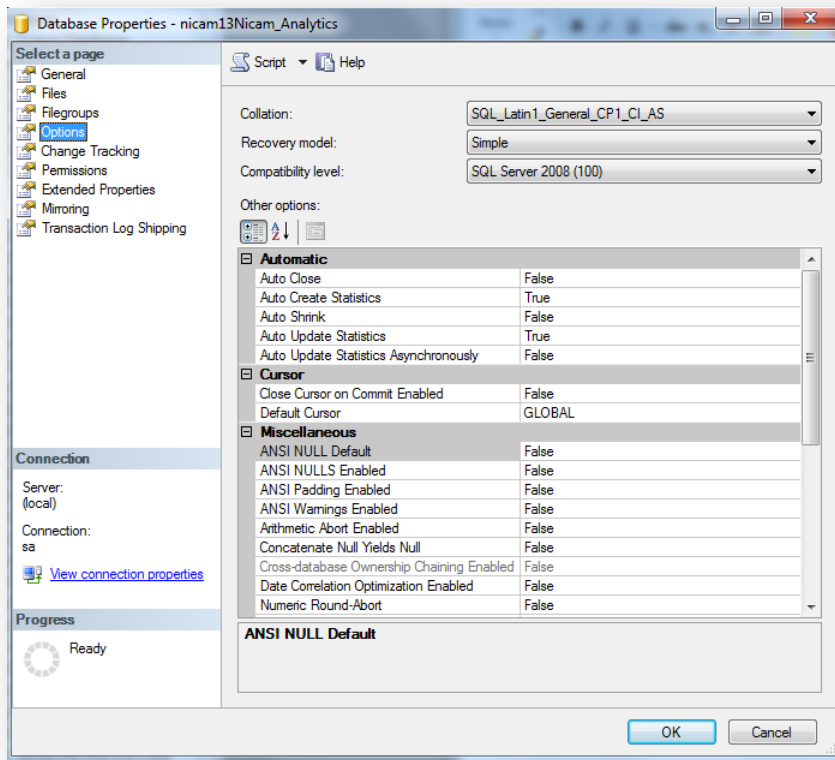 Database Properties - nicam13Nicam_Analytics
Select a page
General
Files
Filegroups
Options
Change Tracking
Permissions
Extended Properties
Mirroring
Transaction Log Shipping
Connection
Server:
(local)
Connection:
sa
View connection properties
Progress
Ready
Script Help
Collation: SQL_Latin1_General_CP1_CI_AS
Recovery model: Simple
Compatibility level: SQL Server 2008 (100)
Other options:
Automatic
Auto Close False
Auto Create Statistics True
Auto Shrink False
Auto Update Statistics True
Auto Update Statistics Asynchronously False
Cursor
Close Cursor on Commit Enabled False
Default Cursor GLOBAL
Miscellaneous
ANSI NULL Default False
ANSI NULLS Enabled False
ANSI Padding Enabled False
ANSI Warnings Enabled False
Arithmetic Abort Enabled False
Concatenate Null Yields Null False
Cross-database Ownership Chaining Enabled False
Date Correlation Optimization Enabled False
Numeric Round-Abort False
ANSI NULL Default
OK Cancel